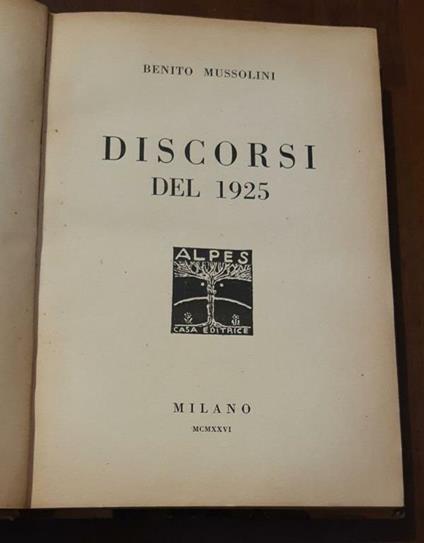 BENITO MUSSOLINI
DISCORSI
DEL 1925
ALPES
CASA EDITRICE
MILANO
MCMXXVI